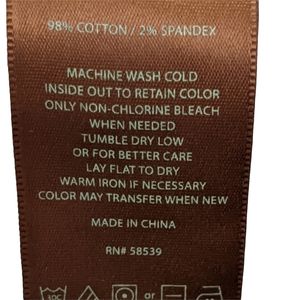 98% COTTON / 2% SPANDEX
MACHINE WASH COLD
INSIDE OUT TO RETAIN COLOR
ONLY NON-CHLORINE BLEACH
WHEN NEEDED
TUMBLE DRY LOW
OR FOR BETTER CARE
LAY FLAT TO DRY
WARM IRON IF NECESSARY
COLOR MAY TRANSFER WHEN NEW
MADE IN CHINA
RN# 58539
or